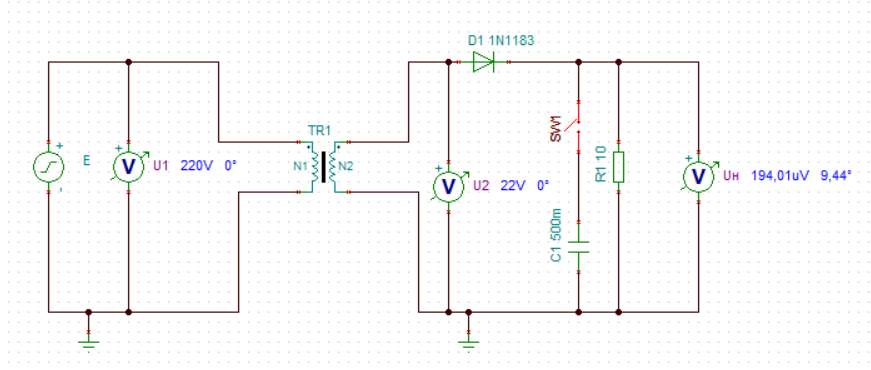 D1 1N1183
TR1
SW1
+
E
+
V
U1 220V 0°
N1
N2
+
V
U2 22V 0°
R1 10
+
V
Uн 194,01uV 9,44°
C1 500m